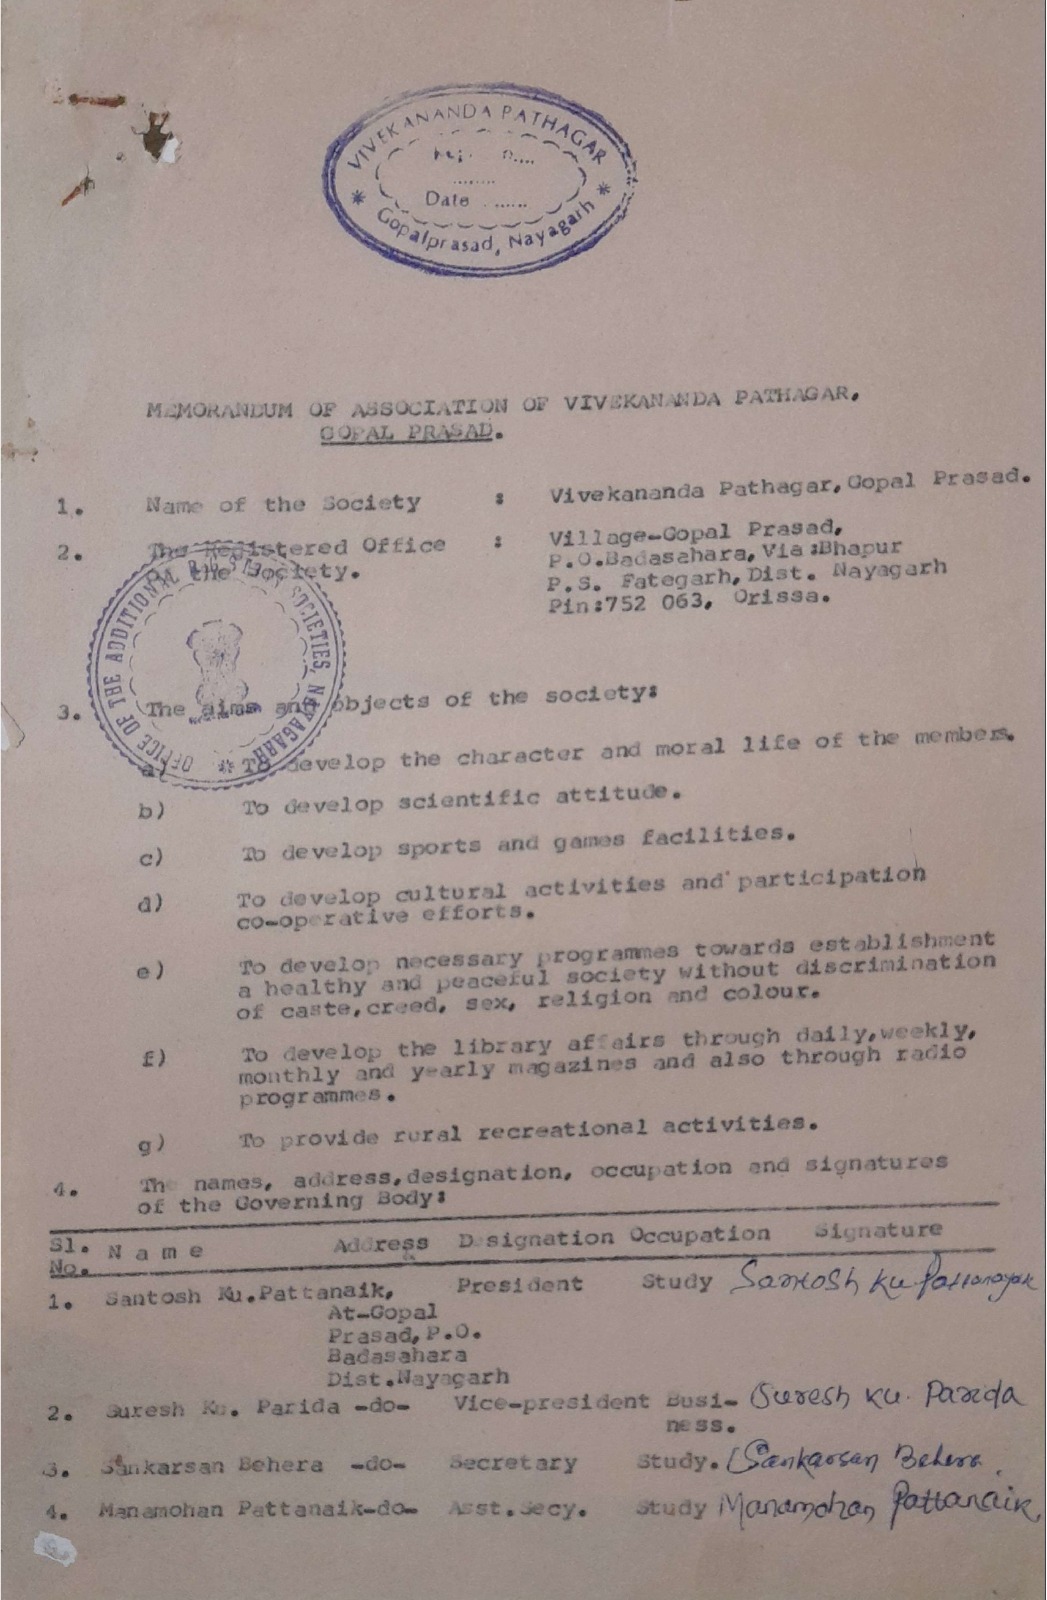 VIVEKANANDA PATHAGAR
Date ......
Gopalprasad, Nayagarh
MEMORANDUM OF ASSOCIATION OF VIVEKANANDA PATHAGAR,
GOPAL PRASAD.
1. Name of the Society : Vivekananda Pathagar, Gopal Prasad.
2. The Registered Office : Village-Gopal Prasad,
the Society. P.O.Badasahara, Via:Bhapur
P.S. Fategarh, Dist. Nayagarh
Pin:752 063, Orissa.
OFFICE OF THE ADDITIONAL SOCIETIES, NAYAGARH
3. The aims and objects of the society:
a) To develop the character and moral life of the members.
b) To develop scientific attitude.
c) To develop sports and games facilities.
d) To develop cultural activities and participation
co-operative efforts.
e) To develop necessary programmes towards establishment
a healthy and peaceful society without discrimination
of caste,creed, sex, religion and colour.
f) To develop the library affairs through daily,weekly,
monthly and yearly magazines and also through radio
programmes.
g) To provide rural recreational activities.
4. The names, address,designation, occupation and signatures
of the Governing Body:
Sl. No. Name Address Designation Occupation Signature
1. Santosh Ku.Pattanaik, President Study Santosh Ku Pattanayak
At-Gopal
Prasad,P.O.
Badasahara
Dist.Nayagarh
2. Suresh Ku. Parida -do- Vice-president Busi- Suresh Ku. Parida
ness.
3. Sankarsan Behera -do- Secretary Study. Sankarsan Behera
4. Manamohan Pattanaik-do- Asst.Secy. Study Manamohan Pattanaik